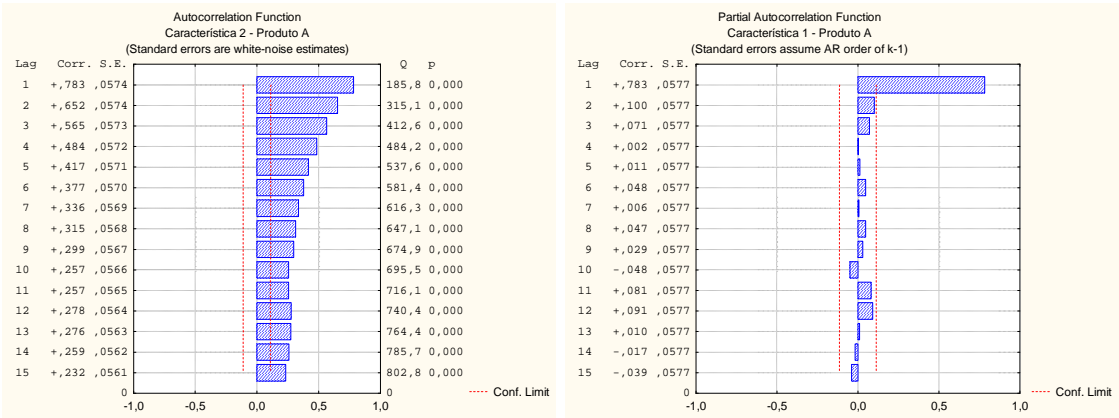 Autocorrelation Function
Característica 2 - Produto A
(Standard errors are white-noise estimates)
Lag Corr. S.E. Q p
1 +,783 ,0574 185,8 0,000
2 +,652 ,0574 315,1 0,000
3 +,565 ,0573 412,6 0,000
4 +,484 ,0572 484,2 0,000
5 +,417 ,0571 537,6 0,000
6 +,377 ,0570 581,4 0,000
7 +,336 ,0569 616,3 0,000
8 +,315 ,0568 647,1 0,000
9 +,299 ,0567 674,9 0,000
10 +,257 ,0566 695,5 0,000
11 +,257 ,0565 716,1 0,000
12 +,278 ,0564 740,4 0,000
13 +,276 ,0563 764,4 0,000
14 +,259 ,0562 785,7 0,000
15 +,232 ,0561 802,8 0,000
0 0
-1,0 -0,5 0,0 0,5 1,0
Conf. Limit
Partial Autocorrelation Function
Característica 1 - Produto A
(Standard errors assume AR order of k-1)
Lag Corr. S.E.
1 +,783 ,0577
2 +,100 ,0577
3 +,071 ,0577
4 +,002 ,0577
5 +,011 ,0577
6 +,048 ,0577
7 +,006 ,0577
8 +,047 ,0577
9 +,029 ,0577
10 -,048 ,0577
11 +,081 ,0577
12 +,091 ,0577
13 +,010 ,0577
14 -,017 ,0577
15 -,039 ,0577
0
-1,0 -0,5 0,0 0,5 1,0
Conf. Limit